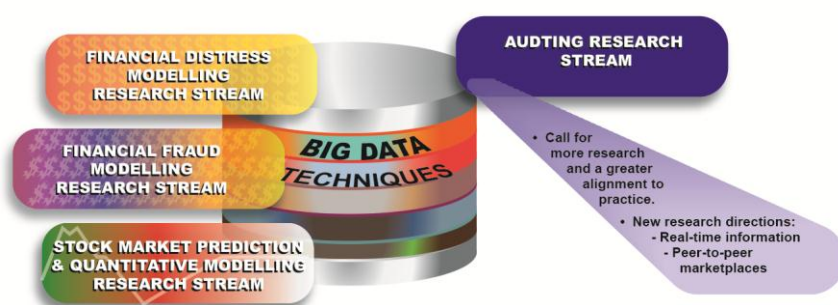 FINANCIAL DISTRESS
MODELLING
RESEARCH STREAM
FINANCIAL FRAUD
MODELLING
RESEARCH STREAM
STOCK MARKET PREDICTION
& QUANTITATIVE MODELLING
RESEARCH STREAM
BIG DATA
TECHNIQUES
AUDTING RESEARCH
STREAM
• Call for
more research
and a greater
alignment to
practice.
• New research directions:
- Real-time information
- Peer-to-peer
marketplaces